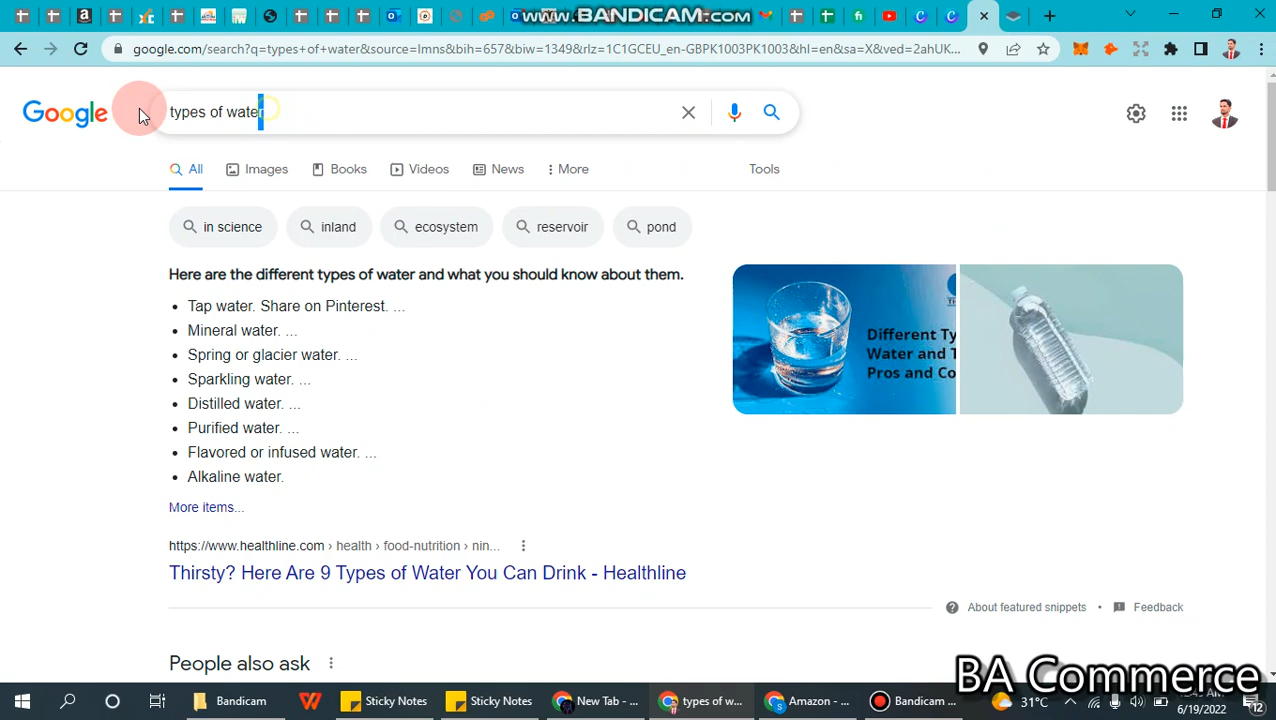 www.BANDICAM.com
google.com/search?q=types+of+water&source=lmns&bih=657&biw=1349&rlz=1C1GCEU_en-GBPK1003PK1003&hl=en&sa=X&ved=2ahUK...
Google
types of water
All Images Books Videos News More Tools
in science inland ecosystem reservoir pond
Here are the different types of water and what you should know about them.
• Tap water. Share on Pinterest. ...
• Mineral water. ...
• Spring or glacier water. ...
• Sparkling water. ...
• Distilled water. ...
• Purified water. ...
• Flavored or infused water. ...
• Alkaline water.
Different Ty
Water and T
Pros and Co
More items...
https://www.healthline.com › health › food-nutrition › nin...
Thirsty? Here Are 9 Types of Water You Can Drink - Healthline
About featured snippets • Feedback
People also ask
BA Commerce
Bandicam Sticky Notes Sticky Notes New Tab - ... types of w... Amazon - ... Bandicam ... 31°C
6/19/2022
12